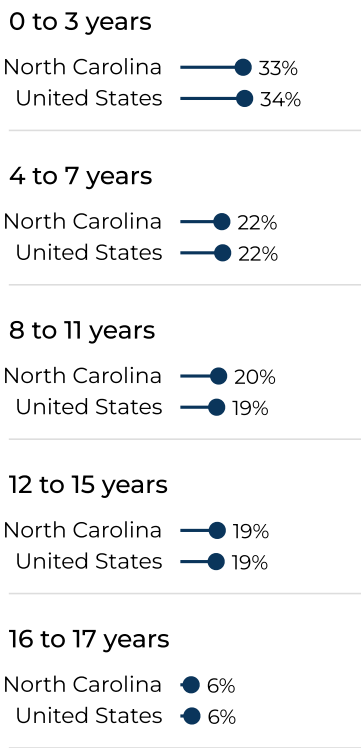 0 to 3 years
North Carolina 33%
United States 34%
4 to 7 years
North Carolina 22%
United States 22%
8 to 11 years
North Carolina 20%
United States 19%
12 to 15 years
North Carolina 19%
United States 19%
16 to 17 years
North Carolina 6%
United States 6%